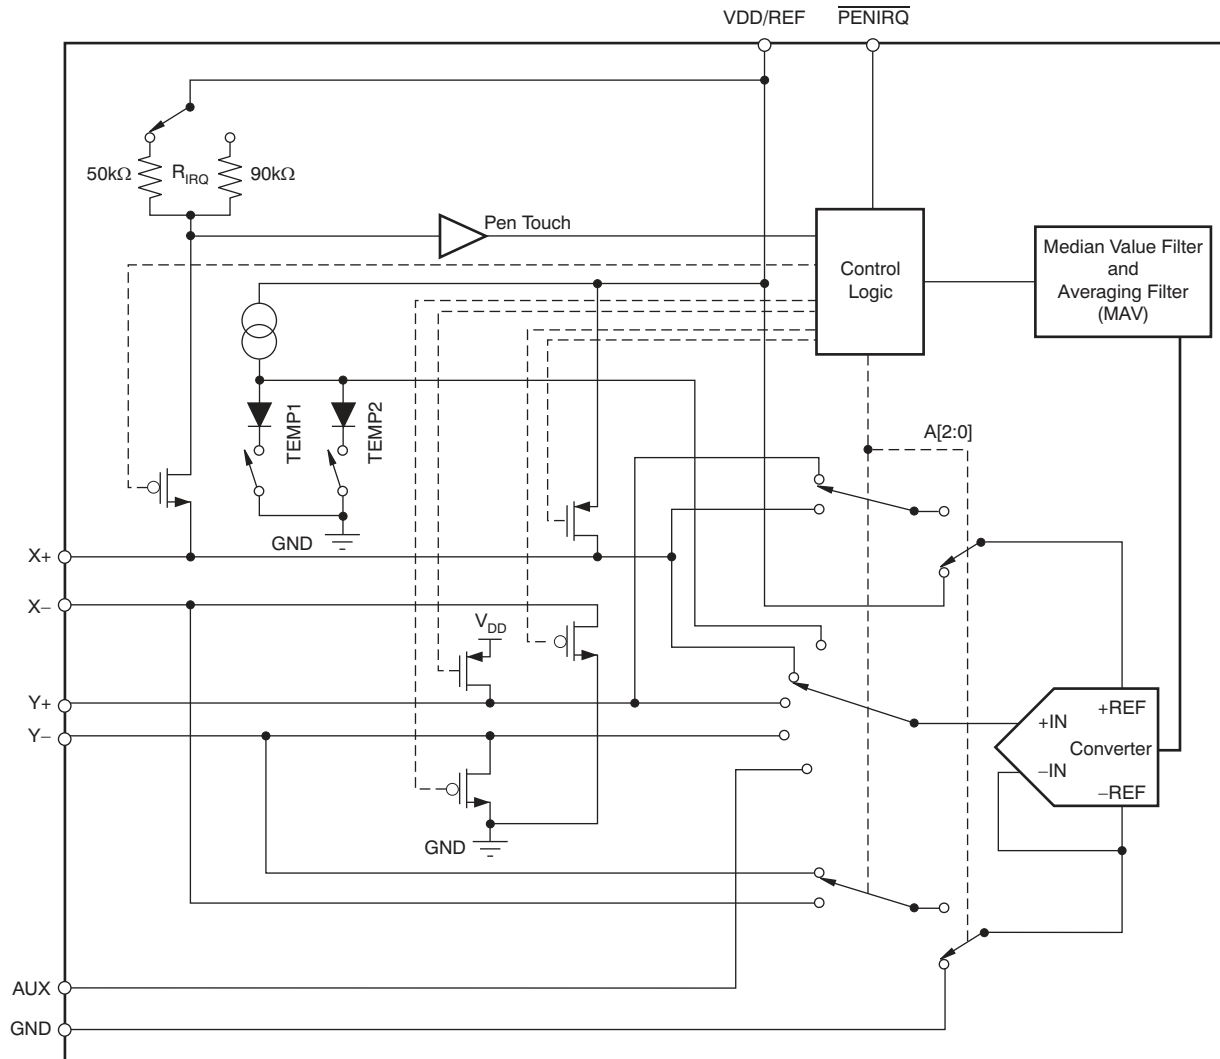 VDD/REF
PENIRQ
50kΩ
RIRQ
90kΩ
Pen Touch
Control
Logic
Median Value Filter
and
Averaging Filter
(MAV)
TEMP1
TEMP2
A[2:0]
GND
X+
X–
VDD
Y+
Y–
+IN
+REF
Converter
–IN
–REF
GND
AUX
GND